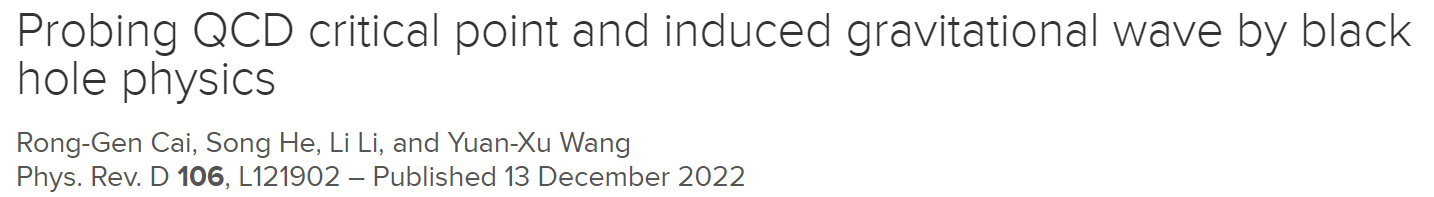 Probing QCD critical point and induced gravitational wave by black
hole physics
Rong-Gen Cai, Song He, Li Li, and Yuan-Xu Wang
Phys. Rev. D 106, L121902 – Published 13 December 2022